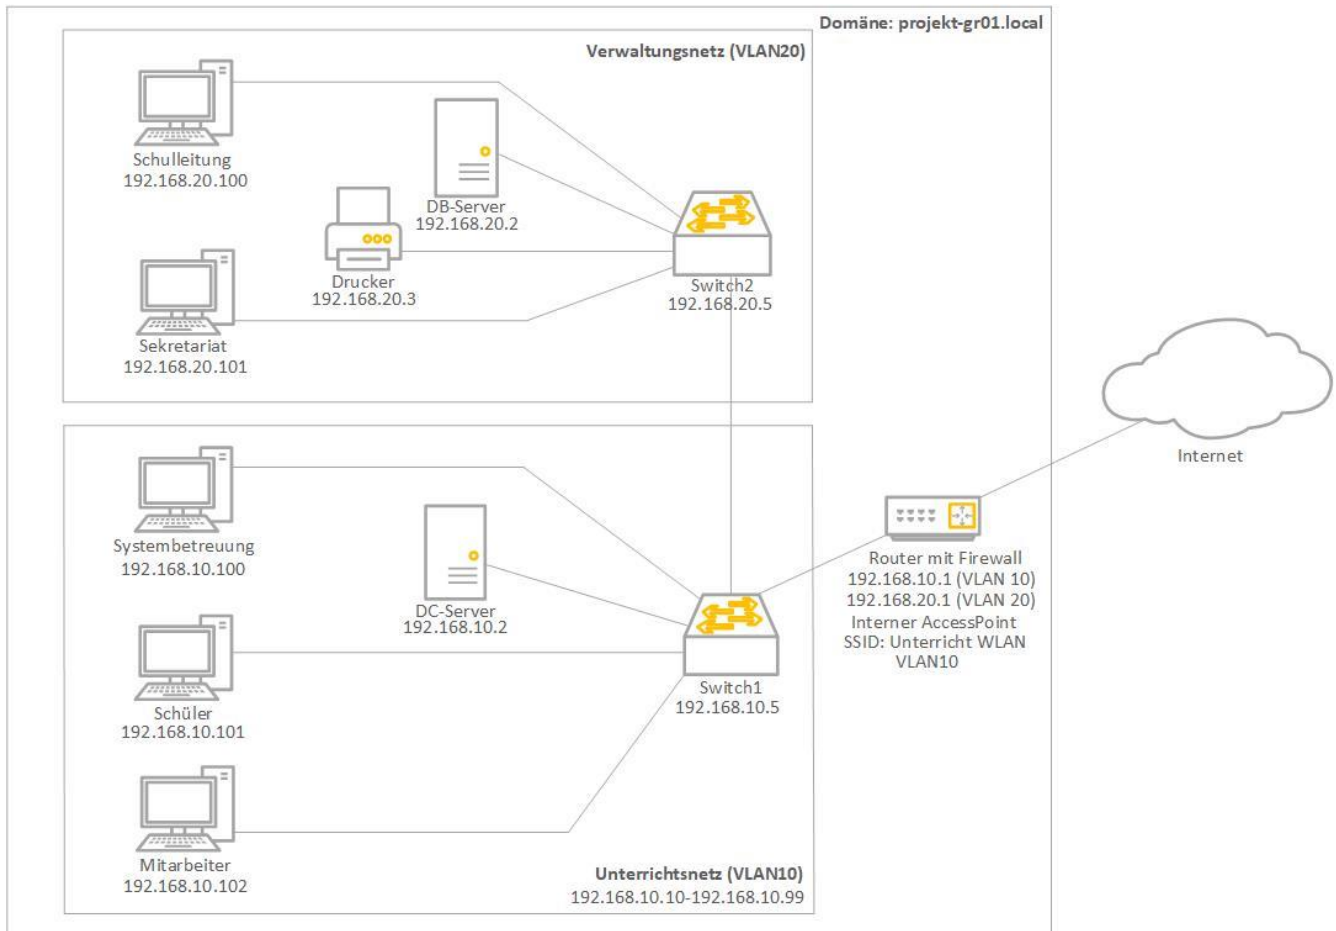 Domäne: projekt-gr01.local
Verwaltungsnetz (VLAN20)
Schulleitung
192.168.20.100
DB-Server
192.168.20.2
Drucker
192.168.20.3
Switch2
192.168.20.5
Sekretariat
192.168.20.101
Internet
Systembetreuung
192.168.10.100
DC-Server
192.168.10.2
Router mit Firewall
192.168.10.1 (VLAN 10)
192.168.20.1 (VLAN 20)
Interner AccessPoint
SSID: Unterricht WLAN
VLAN10
Switch1
192.168.10.5
Schüler
192.168.10.101
Mitarbeiter
192.168.10.102
Unterrichtsnetz (VLAN10)
192.168.10.10-192.168.10.99